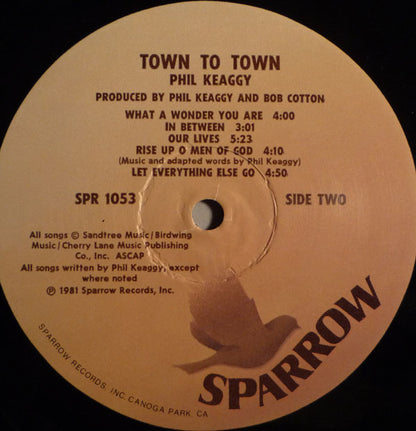 TOWN TO TOWN
PHIL KEAGGY
PRODUCED BY PHIL KEAGGY AND BOB COTTON
WHAT A WONDER YOU ARE 4:00
IN BETWEEN 3:01
OUR LIVES 5:23
RISE UP O MEN OF GOD 4:10
(Music and adapted words by Phil Keaggy)
LET EVERYTHING ELSE GO 4:50
SPR 1053
SIDE TWO
All songs © Sandtree Music/Birdwing
Music/Cherry Lane Music Publishing
Co., Inc. ASCAP
All songs written by Phil Keaggy, except
where noted
℗ 1981 Sparrow Records, Inc.
SPARROW
SPARROW RECORDS, INC. CANOGA PARK, CA